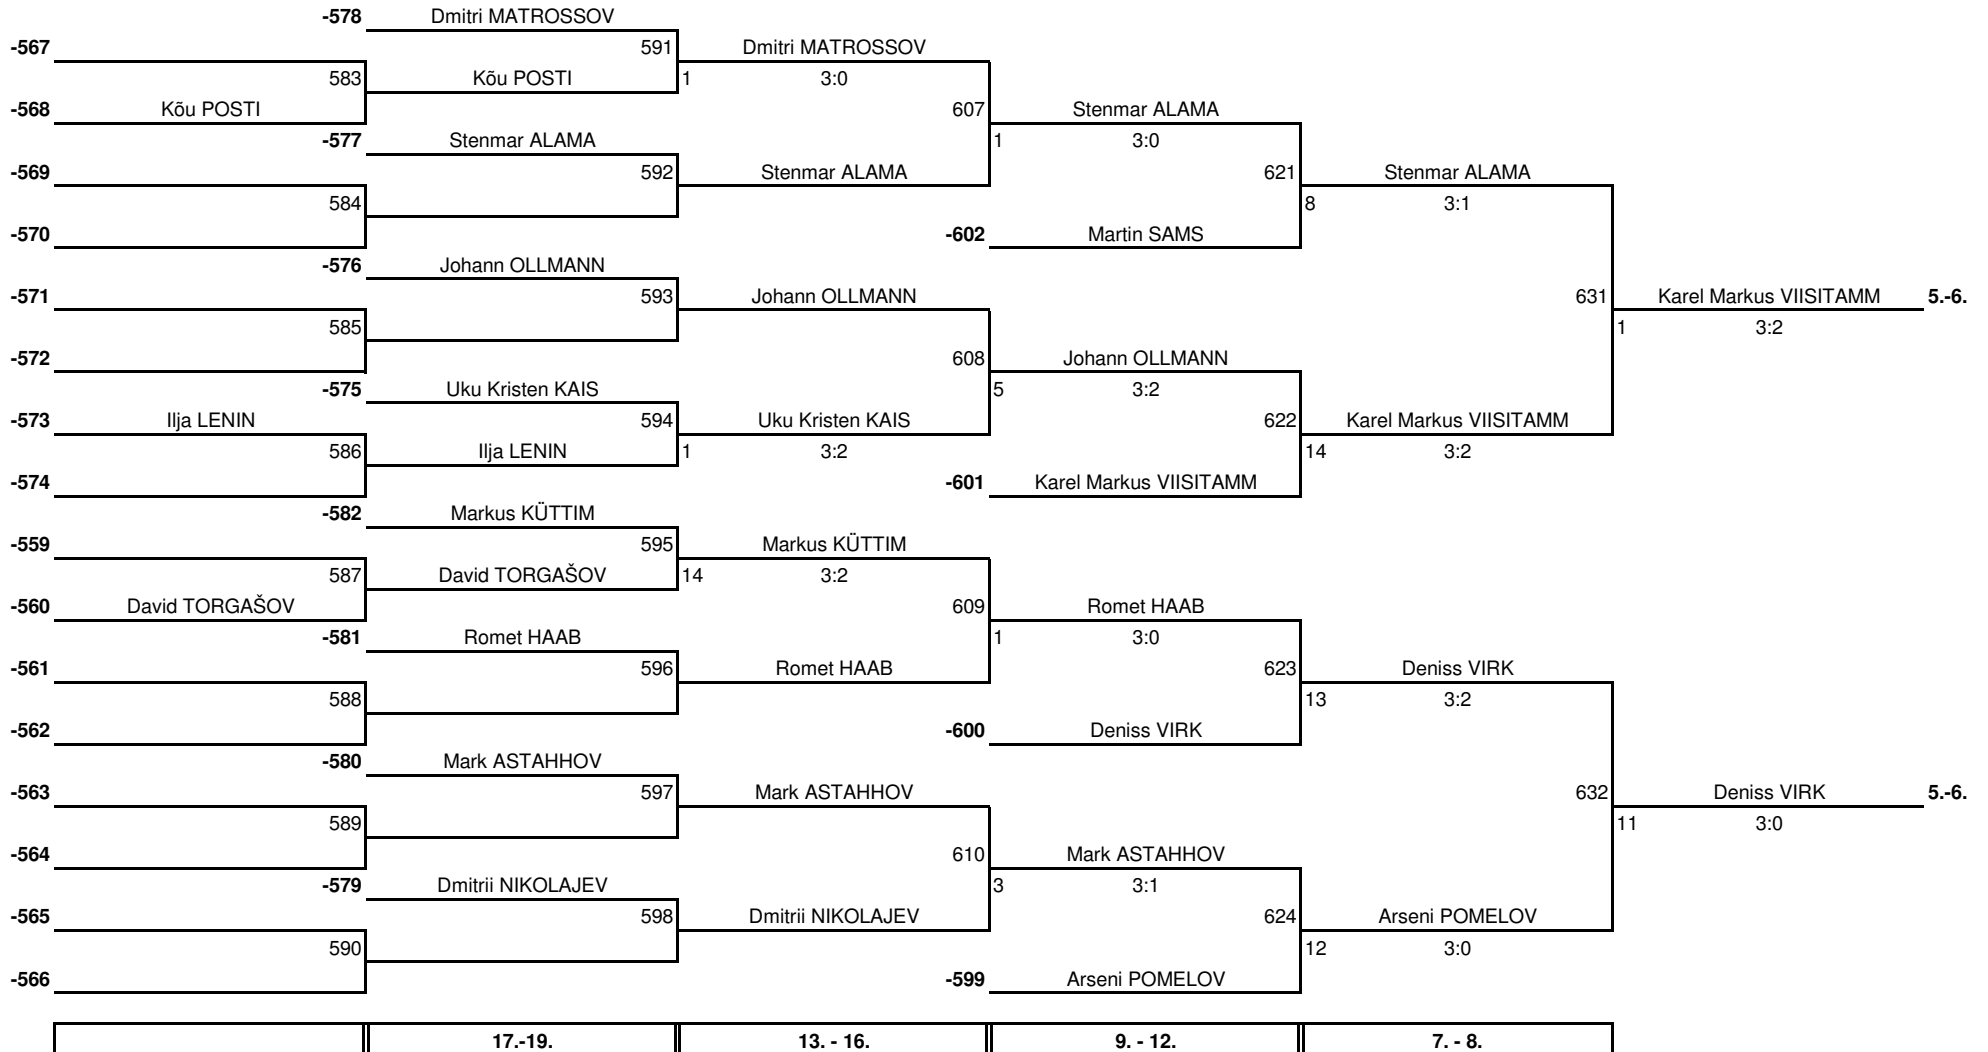 -578 Dmitri MATROSSOV
-567 591 Dmitri MATROSSOV
583 Kõu POSTI 1 3:0
-568 Kõu POSTI 607 Stenmar ALAMA
-577 Stenmar ALAMA 1 3:0
-569 592 Stenmar ALAMA 621 Stenmar ALAMA
584 8 3:1
-570 -602 Martin SAMS
-576 Johann OLLMANN
-571 593 Johann OLLMANN 631 Karel Markus VIISITAMM 5.-6.
585 1 3:2
-572 608 Johann OLLMANN
-575 Uku Kristen KAIS 5 3:2
-573 Ilja LENIN 594 Uku Kristen KAIS 622 Karel Markus VIISITAMM
586 Ilja LENIN 1 3:2 14 3:2
-574 -601 Karel Markus VIISITAMM
-582 Markus KÜTTIM
-559 595 Markus KÜTTIM
587 David TORGAŠOV 14 3:2
-560 David TORGAŠOV 609 Romet HAAB
-581 Romet HAAB 1 3:0
-561 596 Romet HAAB 623 Deniss VIRK
588 13 3:2
-562 -600 Deniss VIRK
-580 Mark ASTAHHOV
-563 597 Mark ASTAHHOV 632 Deniss VIRK 5.-6.
589 11 3:0
-564 610 Mark ASTAHHOV
-579 Dmitrii NIKOLAJEV 3 3:1
-565 598 Dmitrii NIKOLAJEV 624 Arseni POMELOV
590 12 3:0
-566 -599 Arseni POMELOV
17.-19. 13. - 16. 9. - 12. 7. - 8.